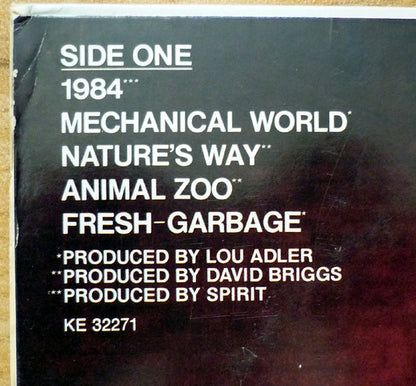 SIDE ONE
1984***
MECHANICAL WORLD*
NATURE'S WAY**
ANIMAL ZOO**
FRESH-GARBAGE*
*PRODUCED BY LOU ADLER
**PRODUCED BY DAVID BRIGGS
***PRODUCED BY SPIRIT
KE 32271